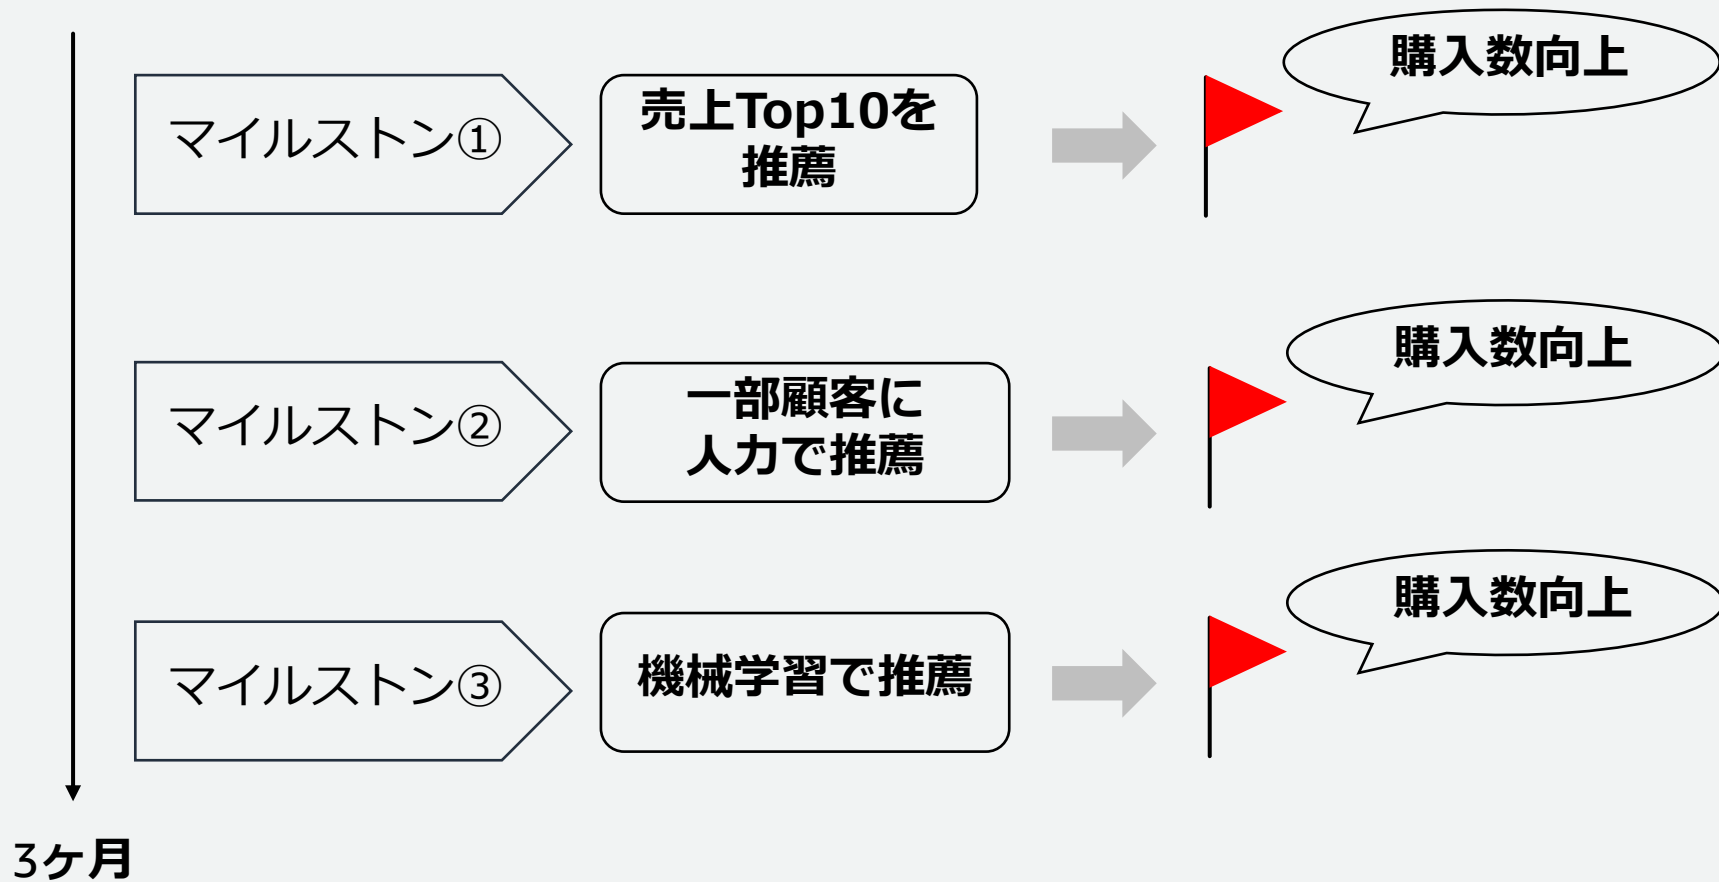 購入数向上
マイルストン①
売上Top10を
推薦
購入数向上
マイルストン②
一部顧客に
人力で推薦
購入数向上
マイルストン③
機械学習で推薦
3ケ月